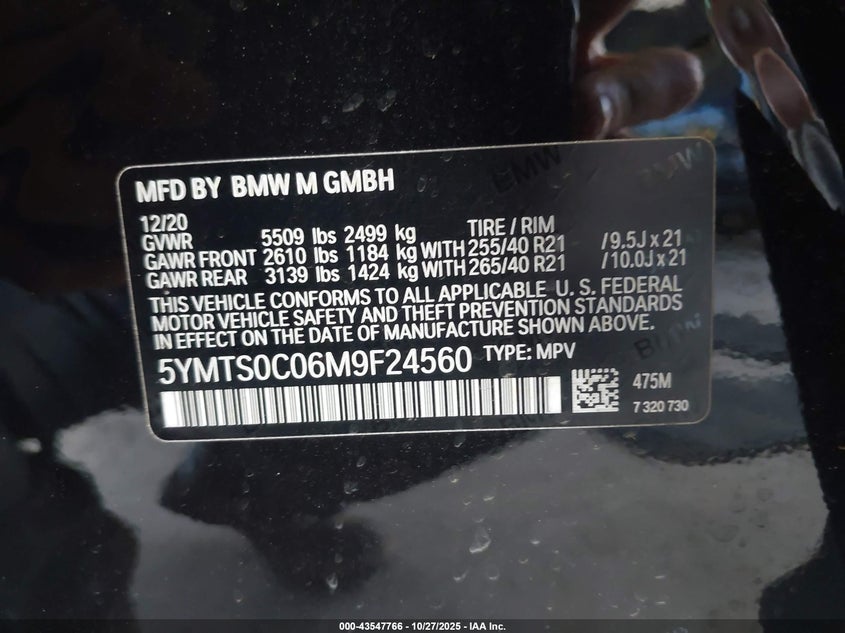 MFD BY BMW M GMBH
12/20
GVWR 5509 lbs 2499 kg TIRE / RIM
GAWR FRONT 2610 lbs 1184 kg WITH 255/40 R21 /9.5J x 21
GAWR REAR 3139 lbs 1424 kg WITH 265/40 R21 /10.0J x 21
THIS VEHICLE CONFORMS TO ALL APPLICABLE U. S. FEDERAL
MOTOR VEHICLE SAFETY AND THEFT PREVENTION STANDARDS
IN EFFECT ON THE DATE OF MANUFACTURE SHOWN ABOVE.
5YMTS0C06M9F24560 TYPE: MPV
475M
7 320 730
BMW
BMW
000-43547766 - 10/27/2025 - IAA Inc.